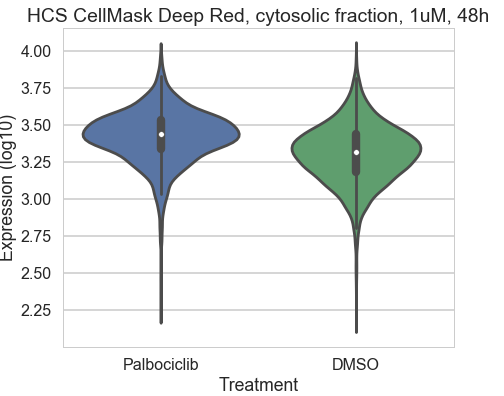 HCS CellMask Deep Red, cytosolic fraction, 1uM, 48h
Expression (log10)
4.00
3.75
3.50
3.25
3.00
2.75
2.50
2.25
Palbociclib DMSO
Treatment